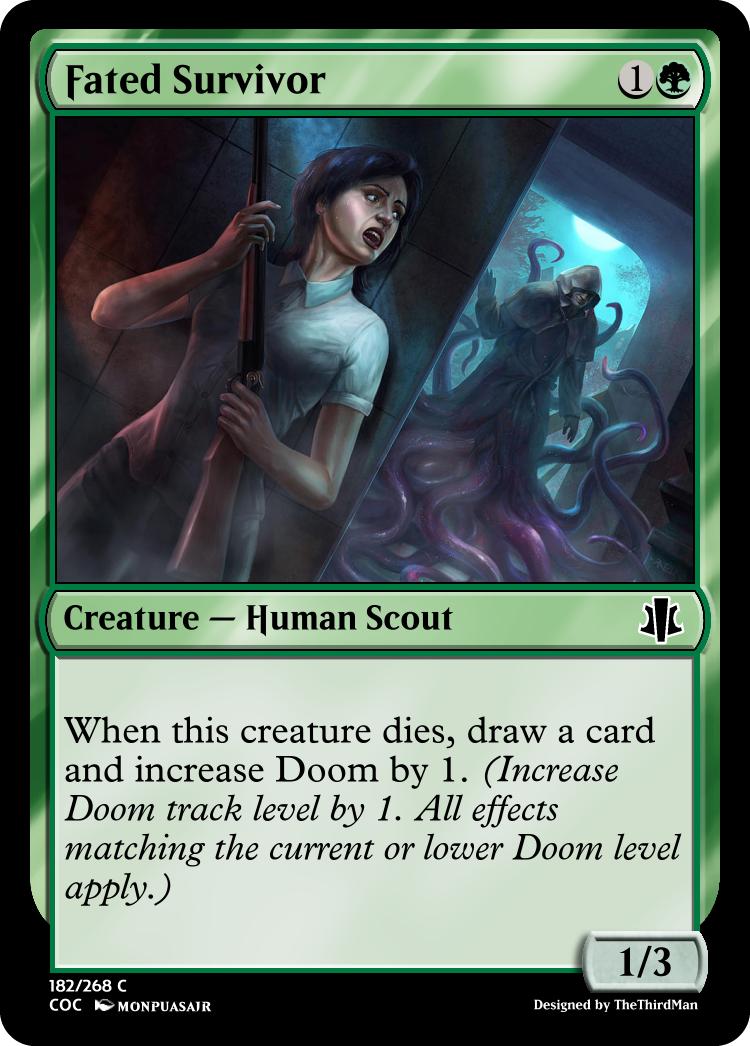 Fated Survivor 1
Creature — Human Scout
When this creature dies, draw a card
and increase Doom by 1. (Increase
Doom track level by 1. All effects
matching the current or lower Doom level
apply.)
1/3
182/268 C
COC MONPUASAJR
Designed by TheThirdMan